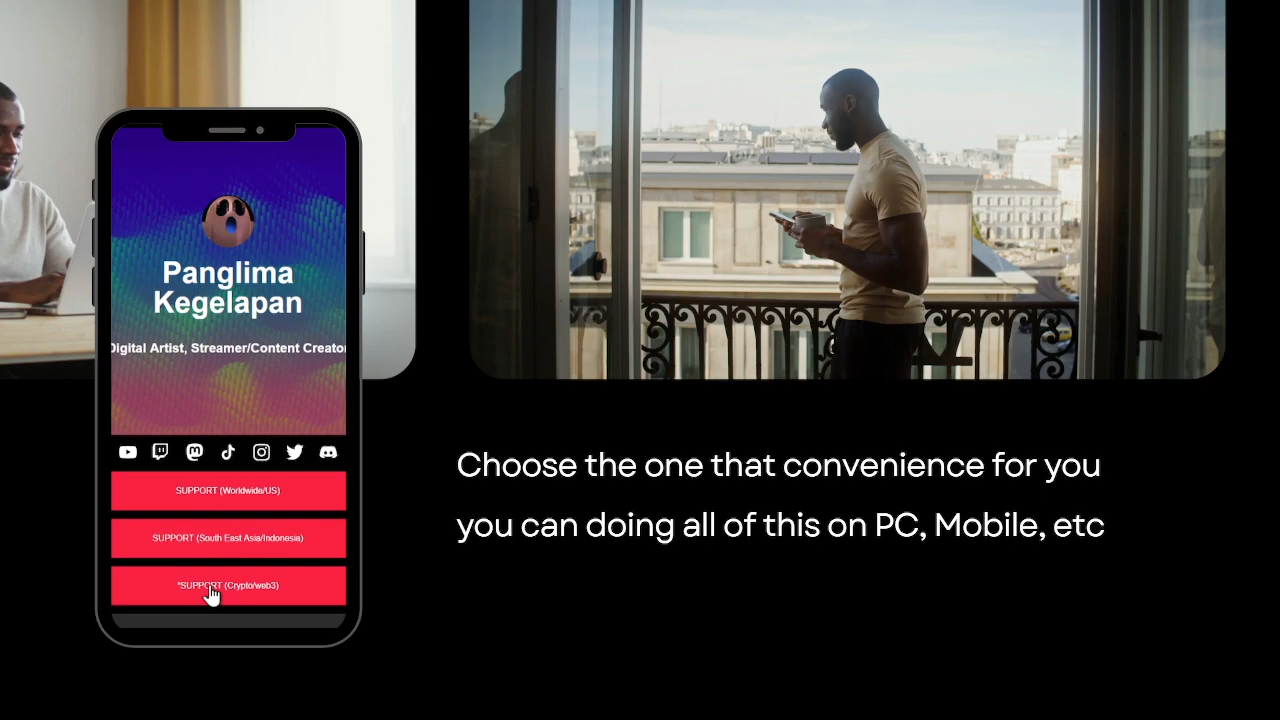 Panglima
Kegelapan
Digital Artist, Streamer/Content Creator
SUPPORT (Worldwide/US)
SUPPORT (South East Asia/Indonesia)
*SUPPORT (Crypto/web3)
Choose the one that convenience for you
you can doing all of this on PC, Mobile, etc